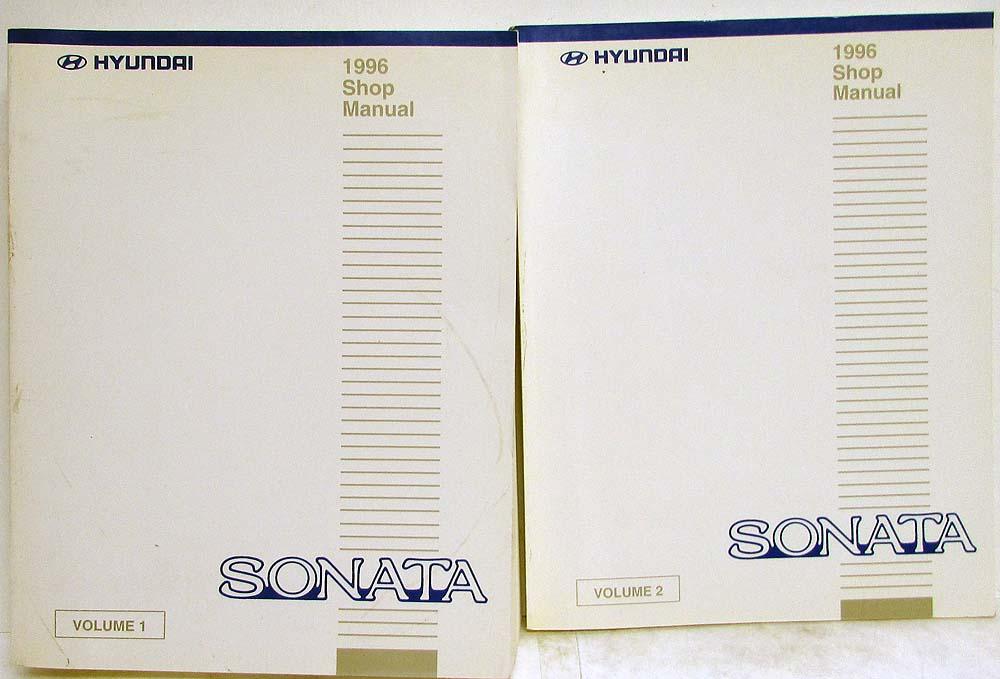 HYUNDAI
1996
Shop
Manual
SONATA
VOLUME 1
HYUNDAI
1996
Shop
Manual
SONATA
VOLUME 2